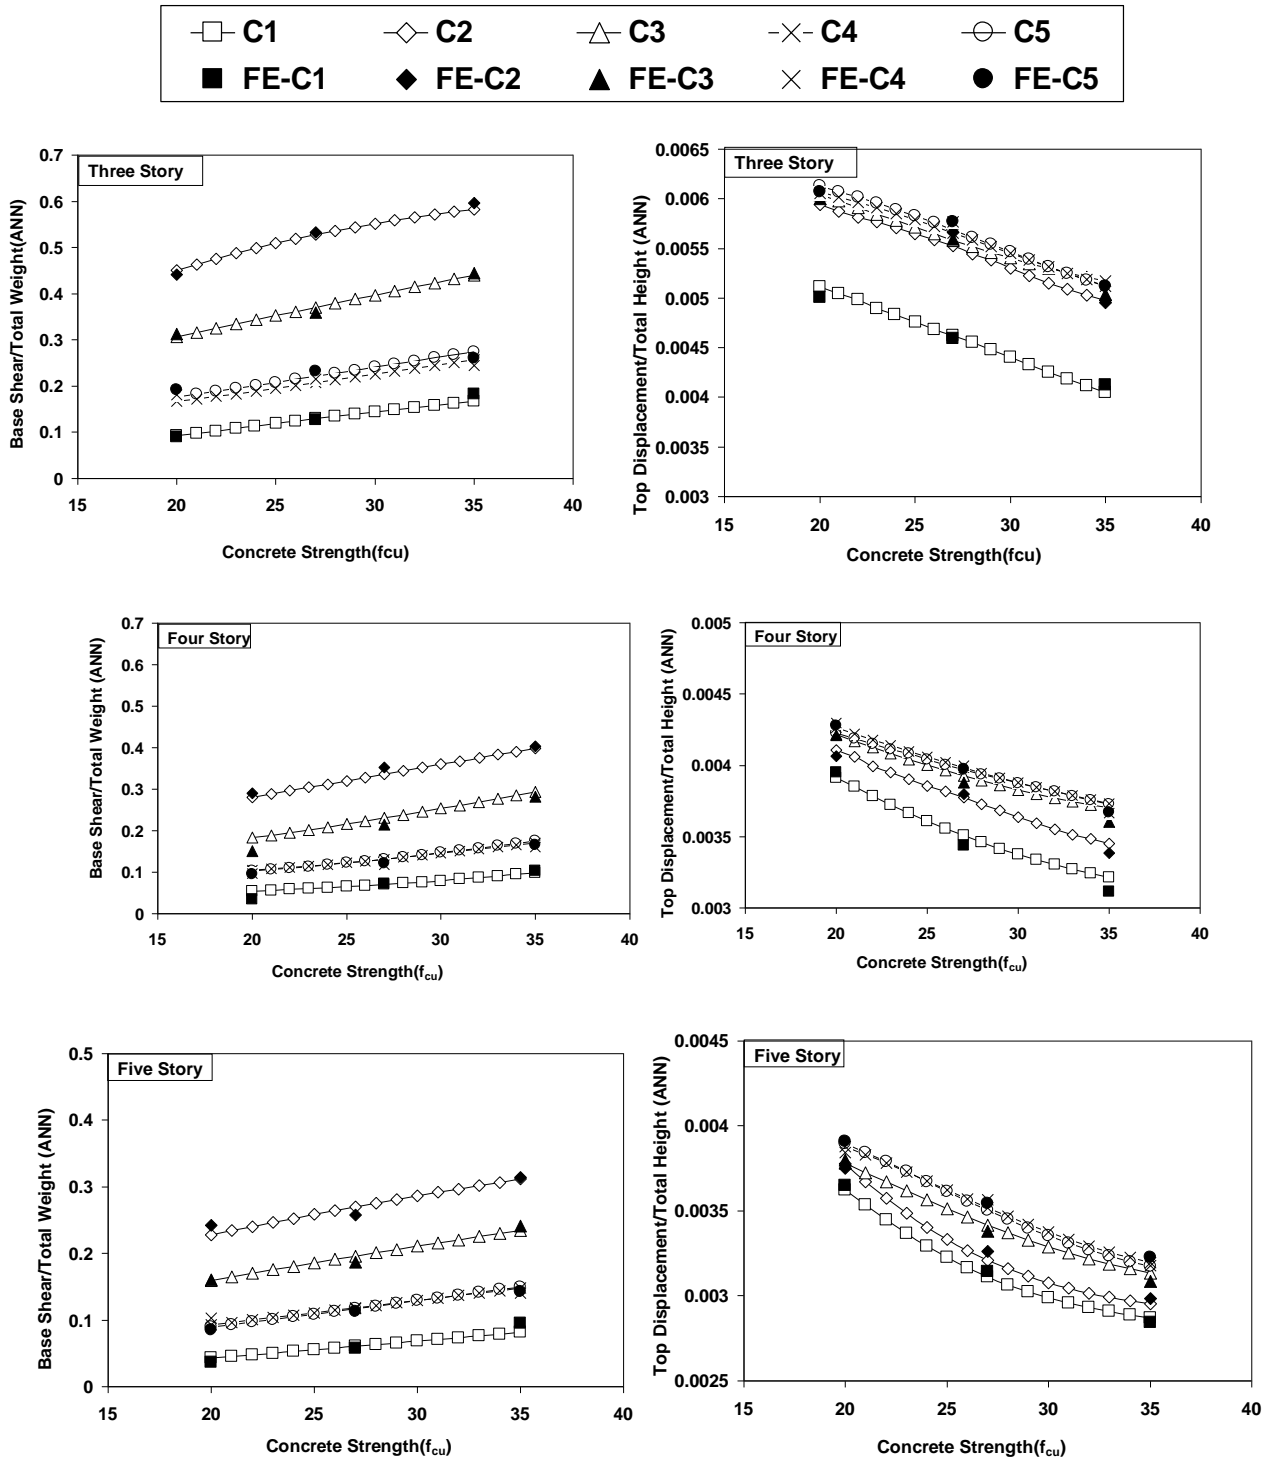 C1 C2 C3 C4 C5
FE-C1 FE-C2 FE-C3 FE-C4 FE-C5
Three Story
Base Shear/Total Weight(ANN)
0.7
0.6
0.5
0.4
0.3
0.2
0.1
0
15 20 25 30 35 40
Concrete Strength(fcu)
Three Story
Top Displacement/Total Height (ANN)
0.0065
0.006
0.0055
0.005
0.0045
0.004
0.0035
0.003
15 20 25 30 35 40
Concrete Strength(fcu)
Four Story
Base Shear/Total Weight (ANN)
0.7
0.6
0.5
0.4
0.3
0.2
0.1
0
15 20 25 30 35 40
Concrete Strength(fcu)
Four Story
Top Displacement/Total Height (ANN)
0.005
0.0045
0.004
0.0035
0.003
15 20 25 30 35 40
Concrete Strength(fcu)
Five Story
Base Shear/Total Weight (ANN)
0.5
0.4
0.3
0.2
0.1
0
15 20 25 30 35 40
Concrete Strength(fcu)
Five Story
Top Displacement/Total Height (ANN)
0.0045
0.004
0.0035
0.003
0.0025
15 20 25 30 35 40
Concrete Strength(fcu)